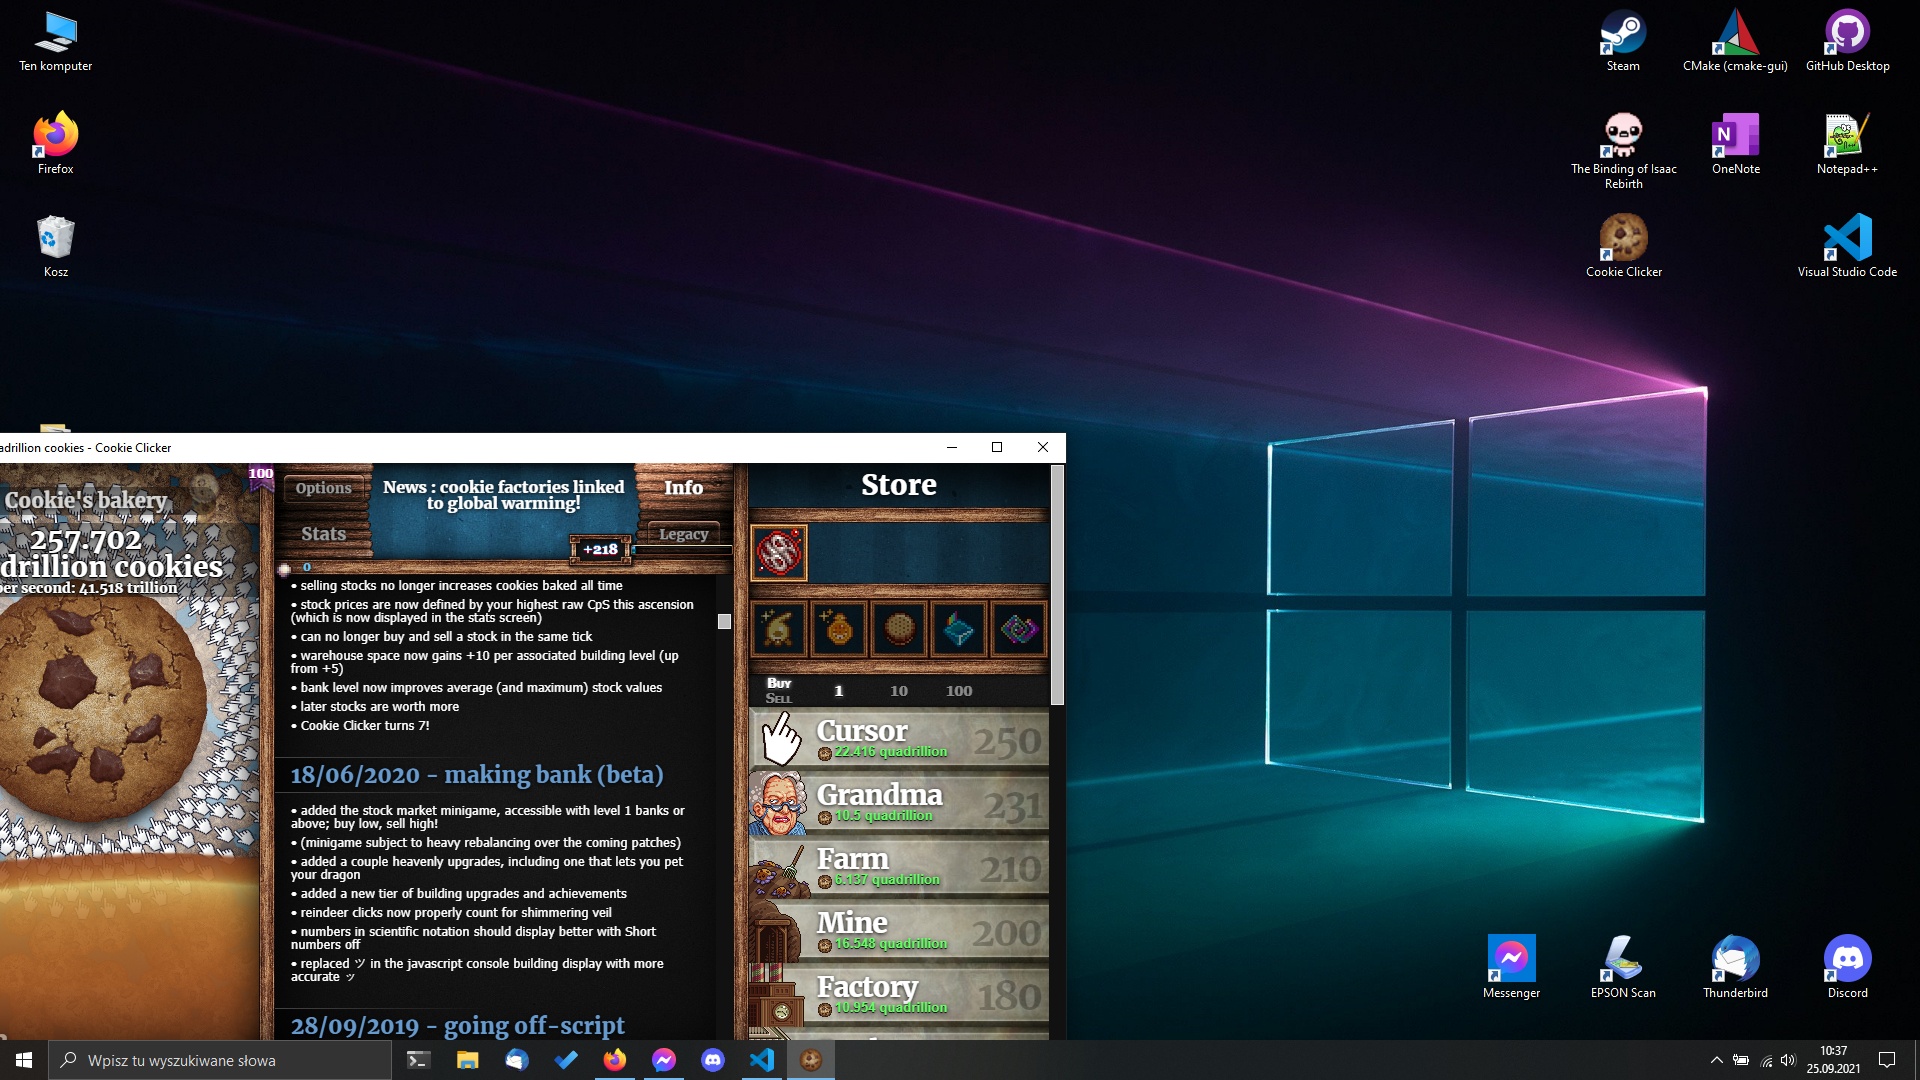 Ten komputer
Firefox
Kosz
Steam
CMake (cmake-gui)
GitHub Desktop
The Binding of Isaac
Rebirth
OneNote
Notepad++
Cookie Clicker
Visual Studio Code
adrillion cookies - Cookie Clicker
Cookie's bakery
257.702
drillion cookies
per second: 41.518 trillion
100
Options
Stats
News : cookie factories linked
to global warming!
Info
Legacy
+218
0
• selling stocks no longer increases cookies baked all time
• stock prices are now defined by your highest raw CpS this ascension
(which is now displayed in the stats screen)
• can no longer buy and sell a stock in the same tick
• warehouse space now gains +10 per associated building level (up
from +5)
• bank level now improves average (and maximum) stock values
• later stocks are worth more
• Cookie Clicker turns 7!
18/06/2020 - making bank (beta)
• added the stock market minigame, accessible with level 1 banks or
above; buy low, sell high!
• (minigame subject to heavy rebalancing over the coming patches)
• added a couple heavenly upgrades, including one that lets you pet
your dragon
• added a new tier of building upgrades and achievements
• reindeer clicks now properly count for shimmering veil
• numbers in scientific notation should display better with Short
numbers off
• replaced ツ in the javascript console building display with more
accurate ッ
28/09/2019 - going off-script
Store
Buy
Sell
1
10
100
Cursor
22.416 quadrillion
250
Grandma
10.5 quadrillion
231
Farm
6.137 quadrillion
210
Mine
16.548 quadrillion
200
Factory
10.954 quadrillion
180
Messenger
EPSON Scan
Thunderbird
Discord
Wpisz tu wyszukiwane słowa
10:37
25.09.2021